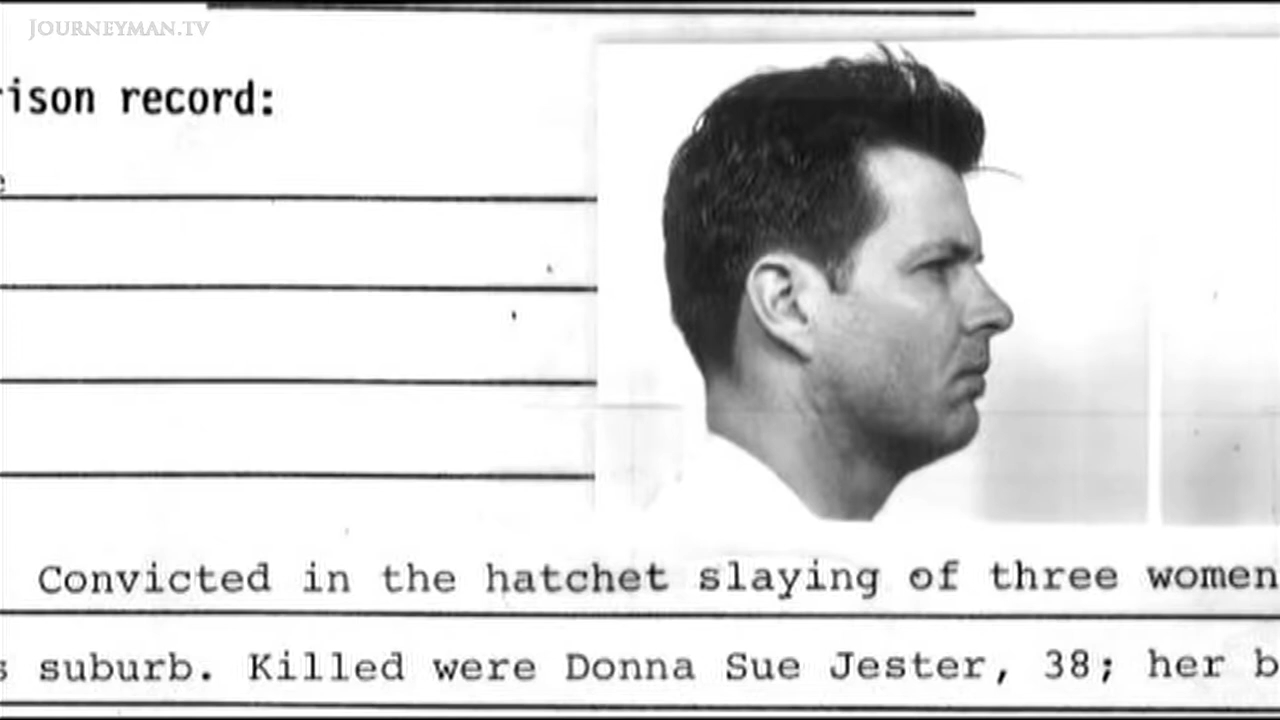 JOURNEYMAN.TV
rison record:
e
Convicted in the hatchet slaying of three women
s suburb. Killed were Donna Sue Jester, 38; her b